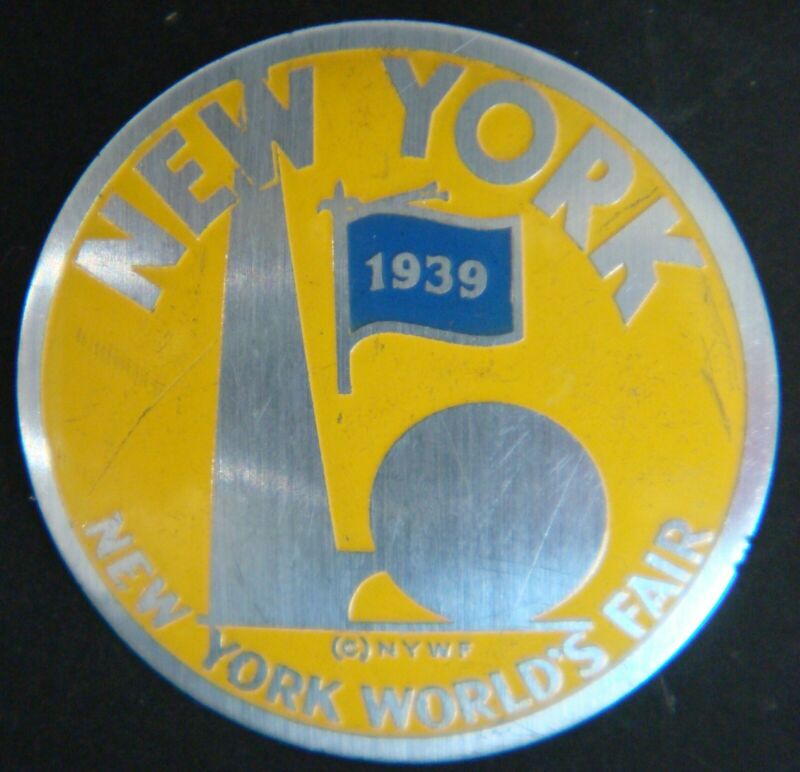 NEW YORK
1939
(C) NYWF
NEW YORK WORLD'S FAIR